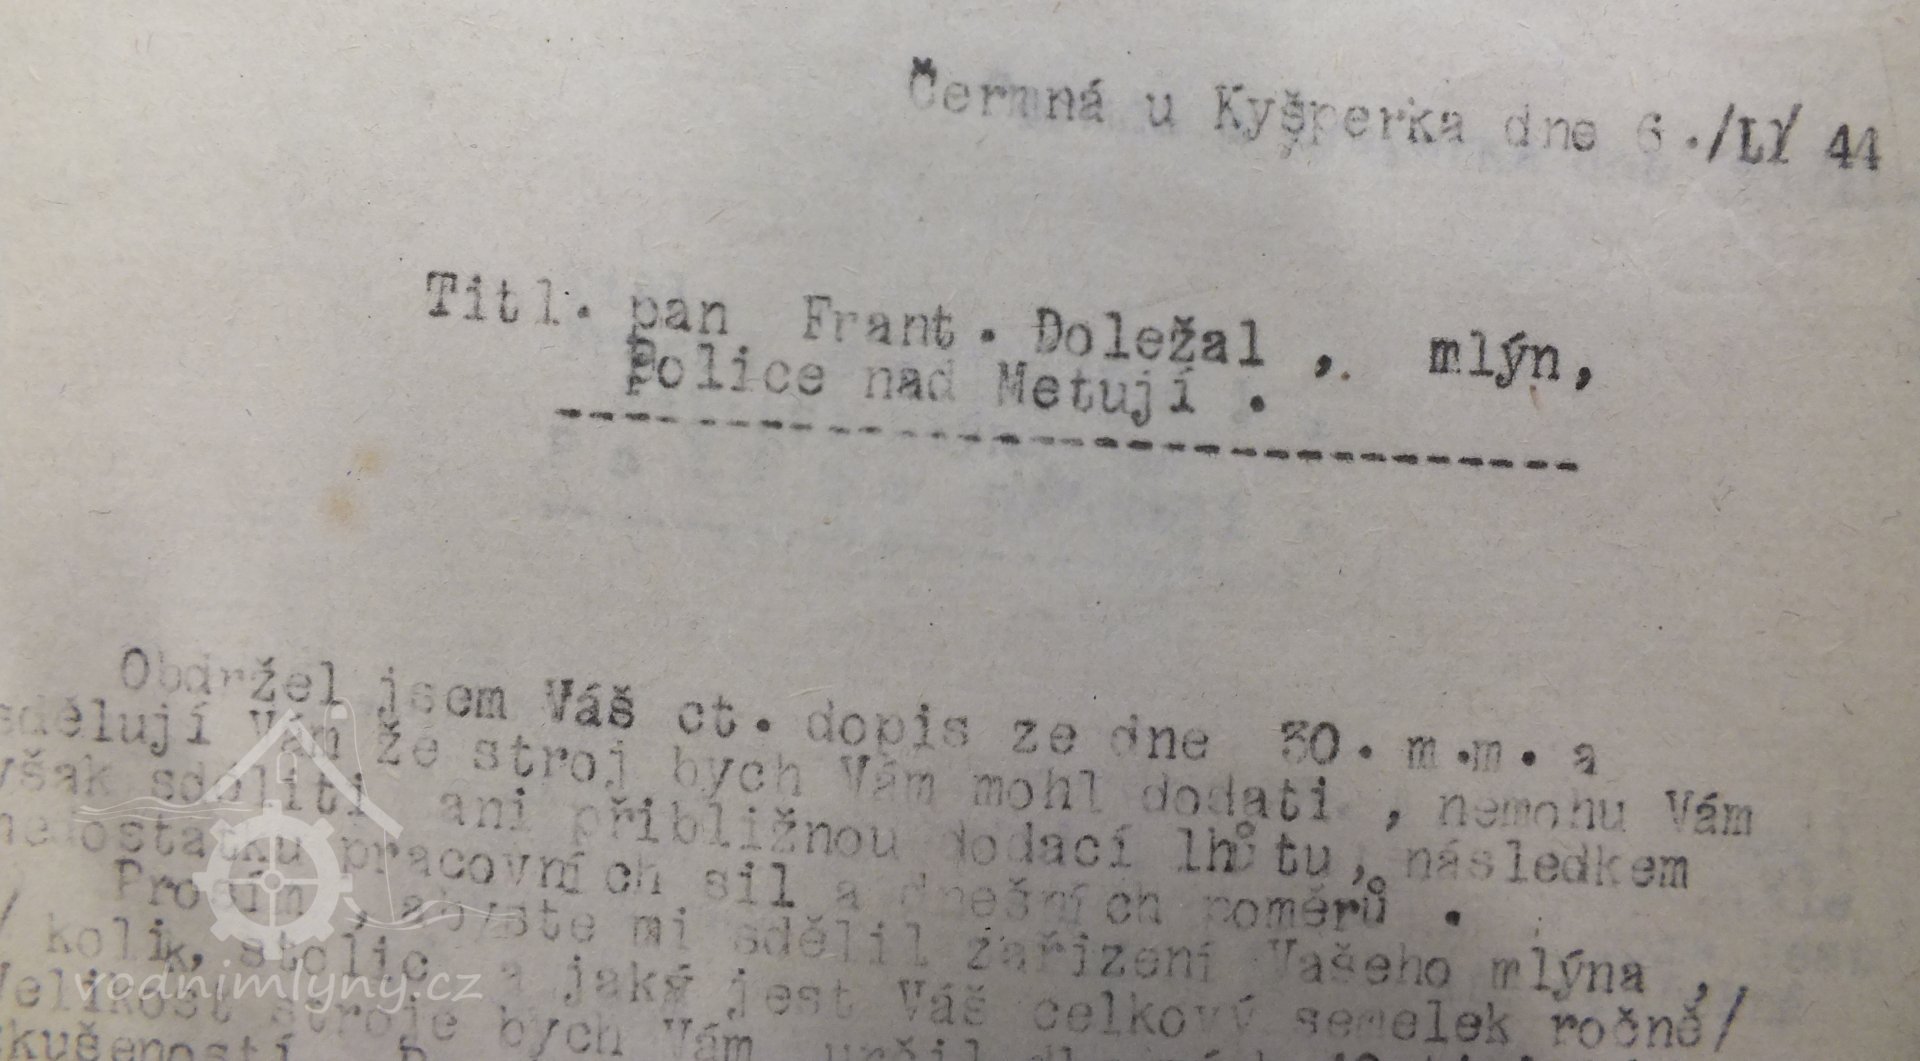 Čermná u Kyšperka dne 6./LI/ 44
Titl. pan Frant. Doležal , mlýn,
Police nad Metují .
Obdržel jsem Váš ct. dopis ze dne 30. m.m. a
sdělují Vám že stroj bych Vám mohl dodati , nemohu Vám
však sděliti ani přibližnou dodací lhůtu, následkem
nedostatku pracovních sil a dnešních poměrů .
Prosím , abyste mi sdělil zařízení Vašeho mlýna ,
/ kolik, stolic a jaký jest Váš celkový semelek ročně/
Velikost stroje bych Vám určil
vodnimlyny.cz